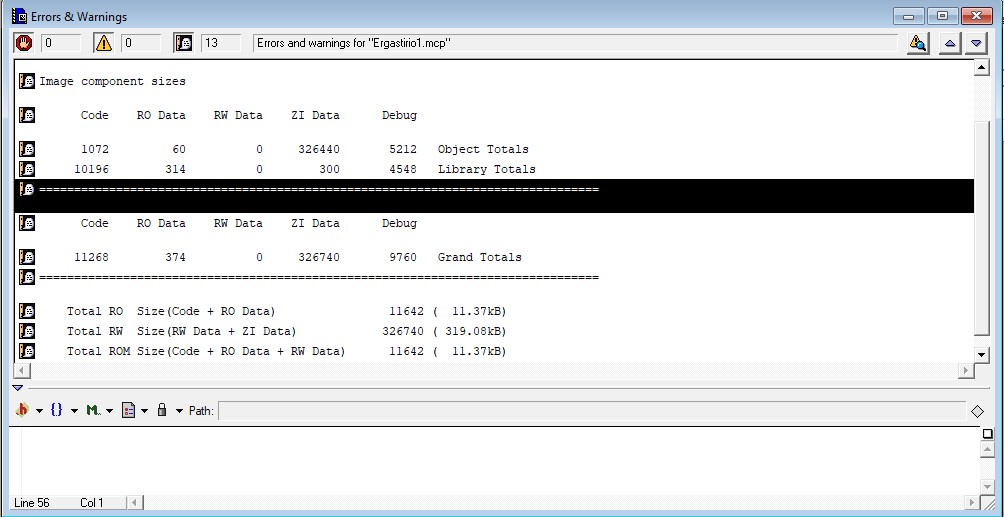 Errors & Warnings
0 0 13 Errors and warnings for "Ergastirio1.mcp"
Image component sizes
Code RO Data RW Data ZI Data Debug
1072 60 0 326440 5212 Object Totals
10196 314 0 300 4548 Library Totals
================================================================================
Code RO Data RW Data ZI Data Debug
11268 374 0 326740 9760 Grand Totals
================================================================================
Total RO Size(Code + RO Data) 11642 ( 11.37kB)
Total RW Size(RW Data + ZI Data) 326740 ( 319.08kB)
Total ROM Size(Code + RO Data + RW Data) 11642 ( 11.37kB)
h {} M.. Path:
Line 56 Col 1